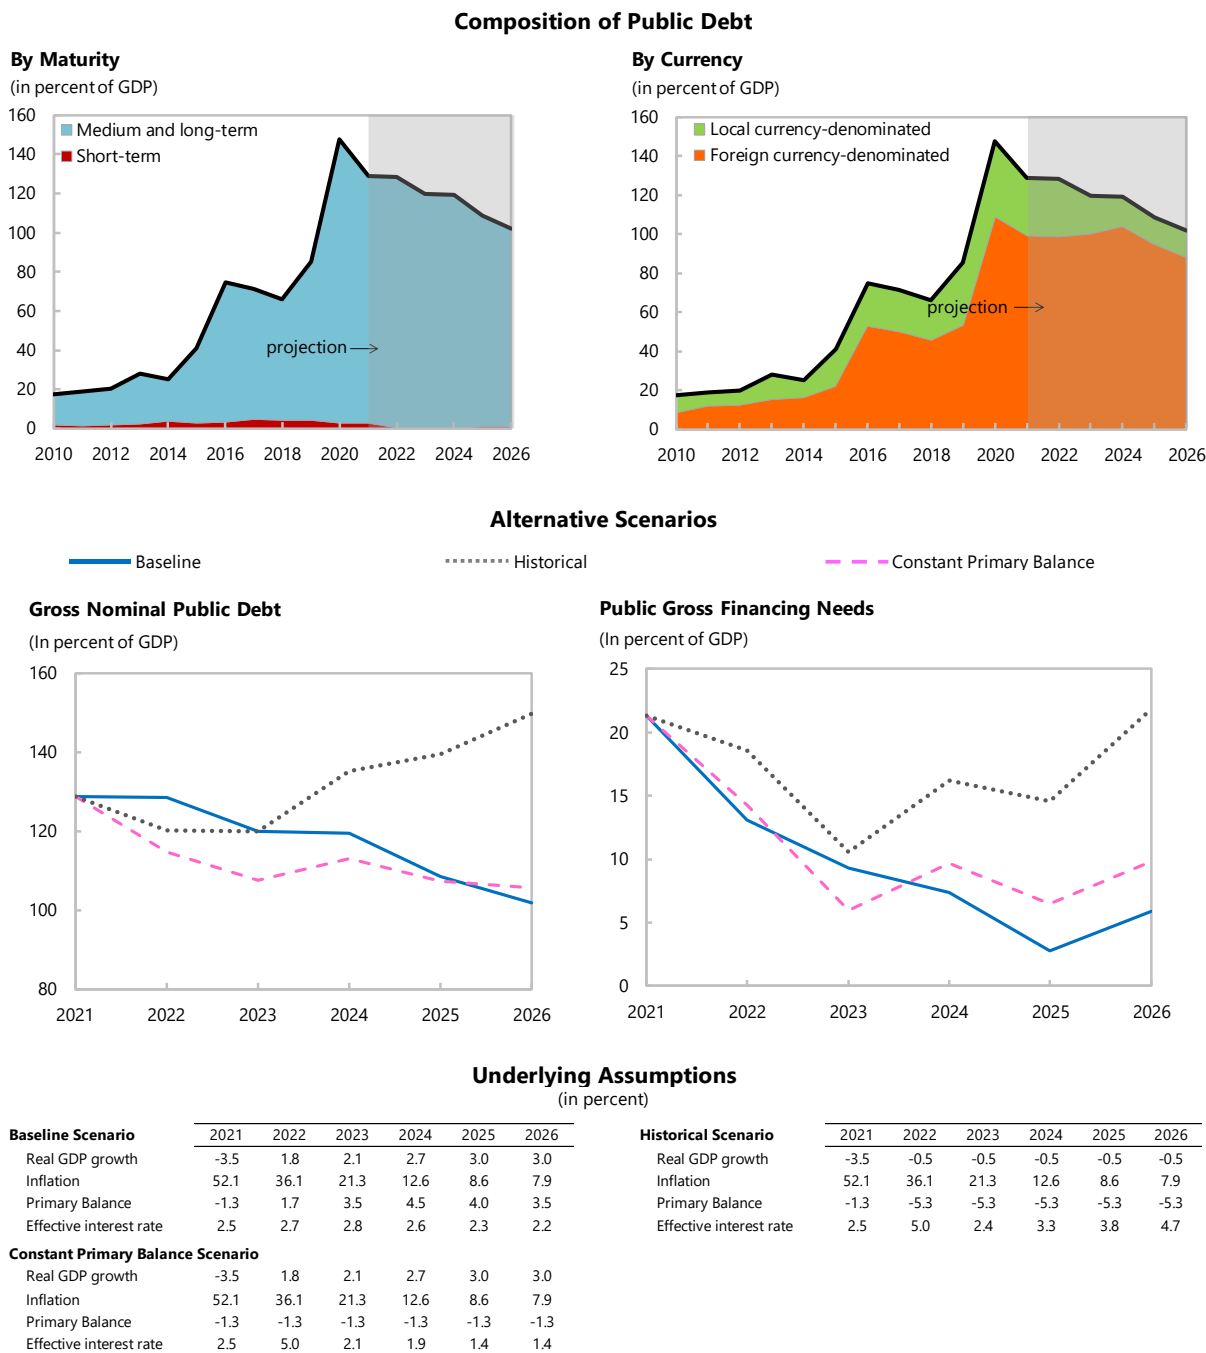 Composition of Public Debt
By Maturity
(in percent of GDP)
160
140
120
100
80
60
40
20
0
Medium and long-term
Short-term
projection
2010 2012 2014 2016 2018 2020 2022 2024 2026
By Currency
(in percent of GDP)
160
140
120
100
80
60
40
20
0
Local currency-denominated
Foreign currency-denominated
projection
2010 2012 2014 2016 2018 2020 2022 2024 2026
Alternative Scenarios
Baseline Historical Constant Primary Balance
Gross Nominal Public Debt
(In percent of GDP)
160
140
120
100
80
2021 2022 2023 2024 2025 2026
Public Gross Financing Needs
(In percent of GDP)
25
20
15
10
5
0
2021 2022 2023 2024 2025 2026
Underlying Assumptions
(in percent)
Baseline Scenario 2021 2022 2023 2024 2025 2026
Real GDP growth -3.5 1.8 2.1 2.7 3.0 3.0
Inflation 52.1 36.1 21.3 12.6 8.6 7.9
Primary Balance -1.3 1.7 3.5 4.5 4.0 3.5
Effective interest rate 2.5 2.7 2.8 2.6 2.3 2.2
Constant Primary Balance Scenario
Real GDP growth -3.5 1.8 2.1 2.7 3.0 3.0
Inflation 52.1 36.1 21.3 12.6 8.6 7.9
Primary Balance -1.3 -1.3 -1.3 -1.3 -1.3 -1.3
Effective interest rate 2.5 5.0 2.1 1.9 1.4 1.4
Historical Scenario 2021 2022 2023 2024 2025 2026
Real GDP growth -3.5 -0.5 -0.5 -0.5 -0.5 -0.5
Inflation 52.1 36.1 21.3 12.6 8.6 7.9
Primary Balance -1.3 -5.3 -5.3 -5.3 -5.3 -5.3
Effective interest rate 2.5 5.0 2.4 3.3 3.8 4.7